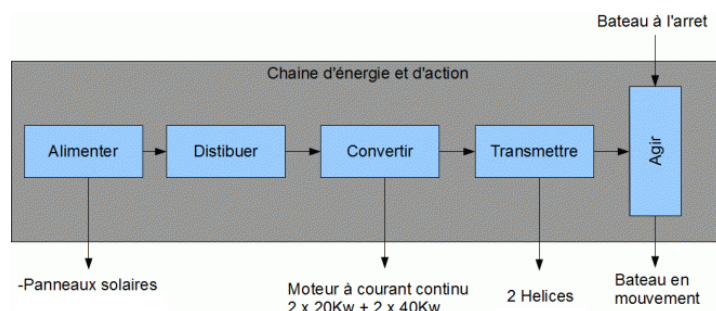 Bateau à l'arret
Chaine d'énergie et d'action
Alimenter
Distibuer
Convertir
Transmettre
Agir
-Panneaux solaires
Moteur à courant continu
2 x 20Kw + 2 x 40Kw
2 Helices
Bateau en
mouvement